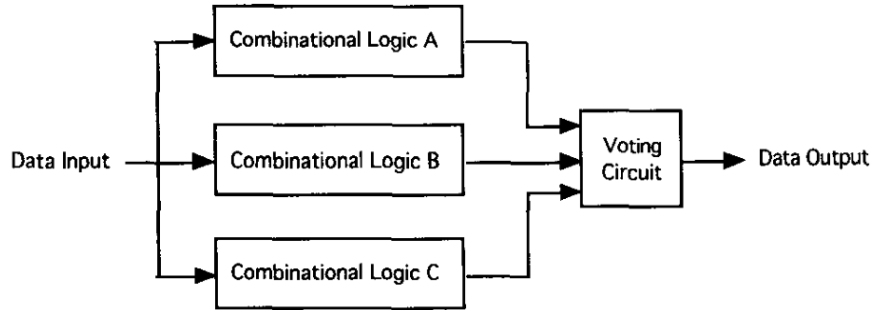 Combinational Logic A
Data Input
Combinational Logic B
Voting
Circuit
Data Output
Combinational Logic C